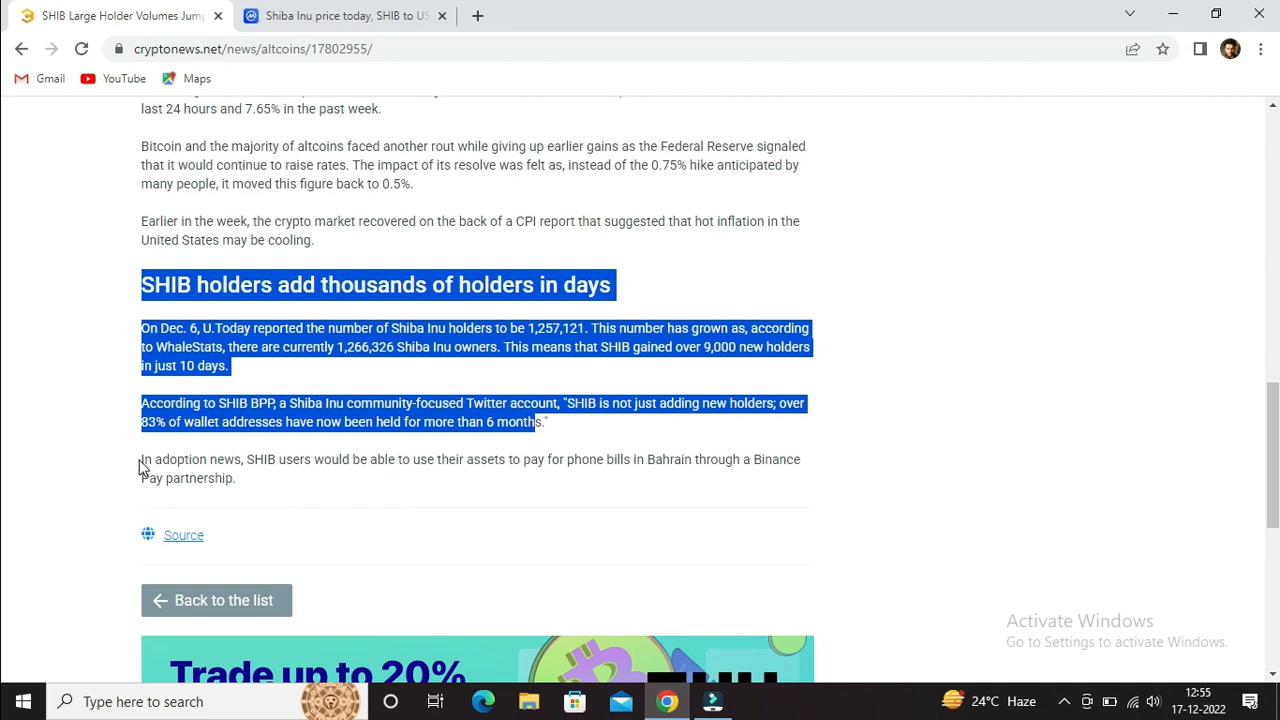 SHIB Large Holder Volumes Jump
Shiba Inu price today, SHIB to US
cryptonews.net/news/altcoins/17802955/
Gmail
YouTube
Maps
last 24 hours and 7.65% in the past week.
Bitcoin and the majority of altcoins faced another rout while giving up earlier gains as the Federal Reserve signaled
that it would continue to raise rates. The impact of its resolve was felt as, instead of the 0.75% hike anticipated by
many people, it moved this figure back to 0.5%.
Earlier in the week, the crypto market recovered on the back of a CPI report that suggested that hot inflation in the
United States may be cooling.
SHIB holders add thousands of holders in days
On Dec. 6, U.Today reported the number of Shiba Inu holders to be 1,257,121. This number has grown as, according
to WhaleStats, there are currently 1,266,326 Shiba Inu owners. This means that SHIB gained over 9,000 new holders
in just 10 days.
According to SHIB BPP, a Shiba Inu community-focused Twitter account, "SHIB is not just adding new holders; over
83% of wallet addresses have now been held for more than 6 months."
In adoption news, SHIB users would be able to use their assets to pay for phone bills in Bahrain through a Binance
Pay partnership.
Source
Back to the list
Trade up to 20%
Activate Windows
Go to Settings to activate Windows.
Type here to search
24°C Haze
12:55
17-12-2022